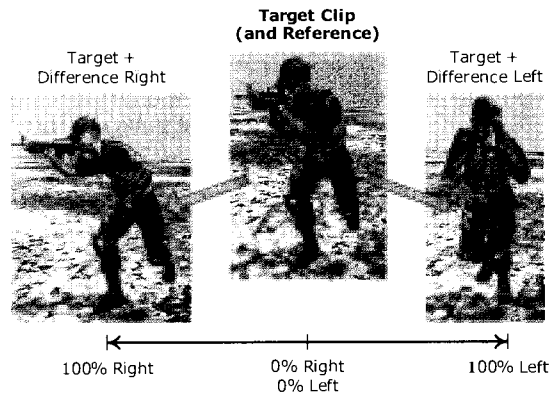 Target Clip
(and Reference)
Target +
Difference Right
Target +
Difference Left
100% Right
0% Right
0% Left
100% Left